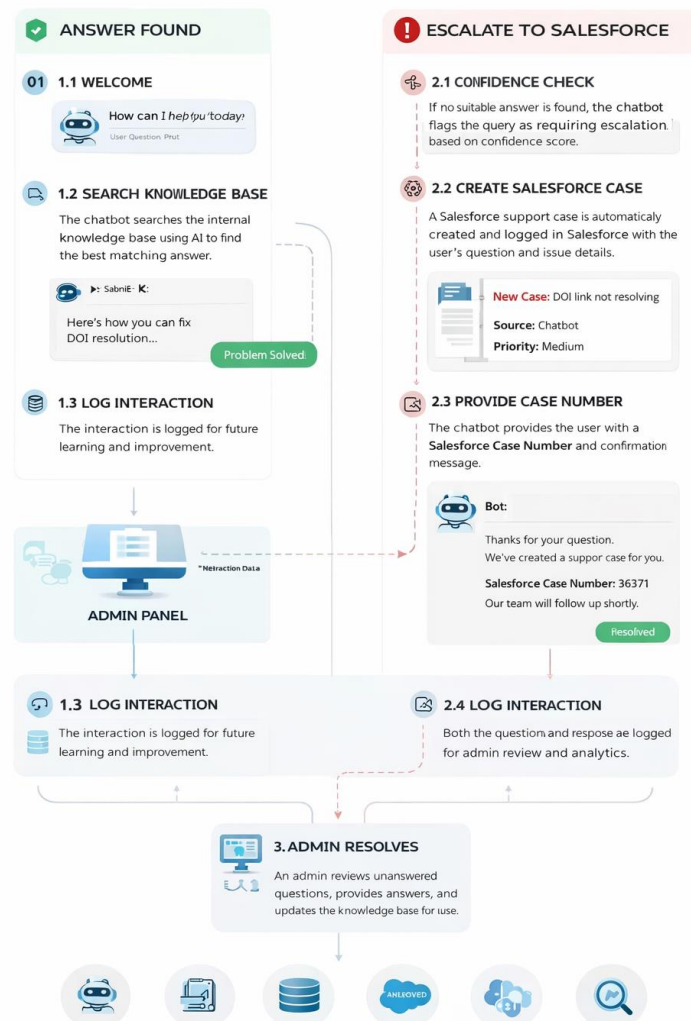 ANSWER FOUND
01 1.1 WELCOME
How can I help you today?
User Question:
1.2 SEARCH KNOWLEDGE BASE
The chatbot searches the internal
knowledge base using AI to find
the best matching answer.
Here's how you can fix
DOI resolution...
Problem Solved
1.3 LOG INTERACTION
The interaction is logged for future
learning and improvement.
ADMIN PANEL
ESCALATE TO SALESFORCE
2.1 CONFIDENCE CHECK
If no suitable answer is found, the chatbot
flags the query as requiring escalation.
based on confidence score.
2.2 CREATE SALESFORCE CASE
A Salesforce support case is automaticaly
created and logged in Salesforce with the
user's question and issue details.
New Case: DOI link not resolving
Source: Chatbot
Priority: Medium
2.3 PROVIDE CASE NUMBER
The chatbot provides the user with a
Salesforce Case Number and confirmation
message.
Bot:
Thanks for your question.
We've created a suppor case for you.
Salesforce Case Number: 36371
Our team will follow up shortly.
Resolved
1.3 LOG INTERACTION
The interaction is logged for future
learning and improvement.
2.4 LOG INTERACTION
Both the question and respose ae logged
for admin review and analytics.
3. ADMIN RESOLVES
An admin reviews unanswered
questions, provides answers, and
updates the knowledge base for use.